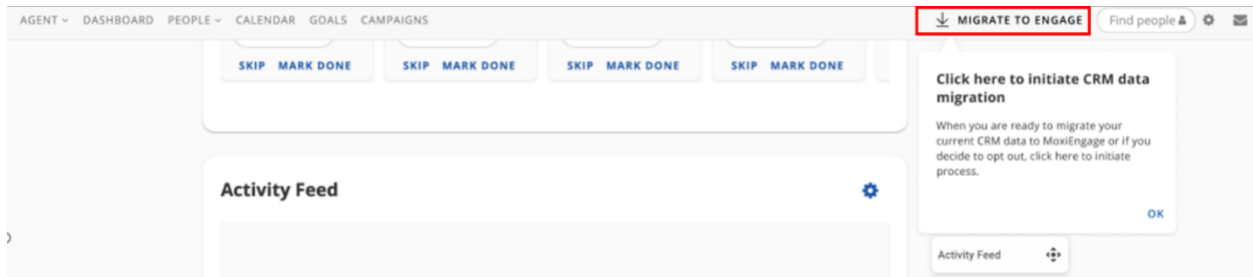 AGENT DASHBOARD PEOPLE CALENDAR GOALS CAMPAIGNS MIGRATE TO ENGAGE Find people
SKIP MARK DONE SKIP MARK DONE SKIP MARK DONE SKIP MARK DONE
Click here to initiate CRM data
migration
When you are ready to migrate your
current CRM data to MoxiEngage or if you
decide to opt out, click here to initiate
process.
OK
Activity Feed
Activity Feed